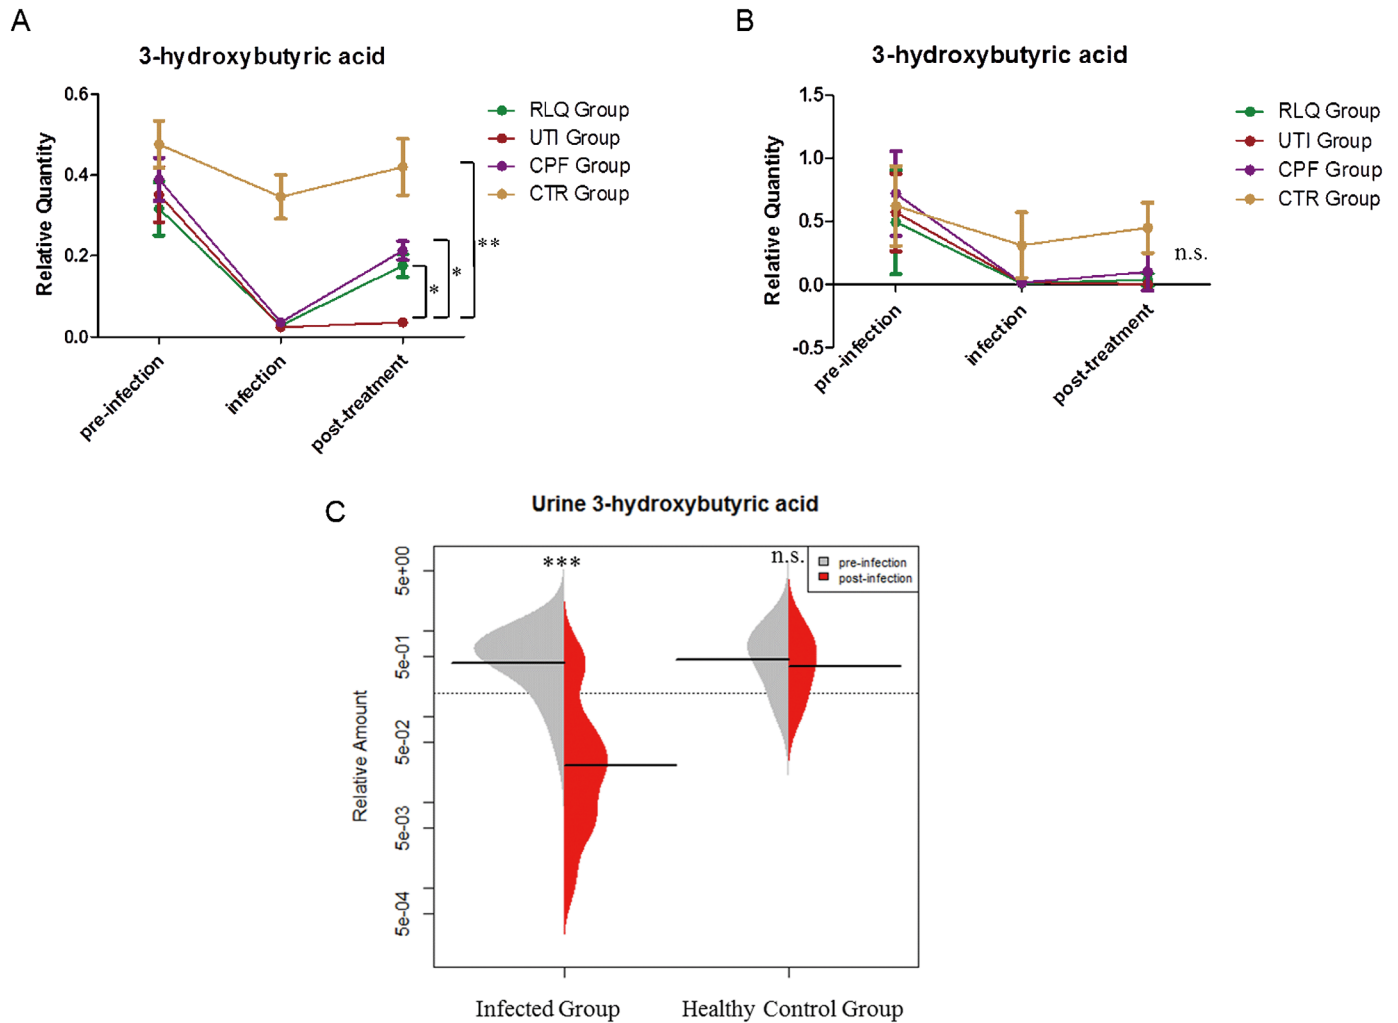 A
3-hydroxybutyric acid
Relative Quantity
0.6
0.4
0.2
0.0
pre-infection
infection
post-treatment
RLQ Group
UTI Group
CPF Group
CTR Group
*
*
**
B
3-hydroxybutyric acid
Relative Quantity
1.5
1.0
0.5
0.0
-0.5
pre-infection
infection
post-treatment
RLQ Group
UTI Group
CPF Group
CTR Group
n.s.
C
Urine 3-hydroxybutyric acid
Relative Amount
5e+00
5e-01
5e-02
5e-03
5e-04
***
n.s.
pre-infection
post-infection
Infected Group
Healthy Control Group